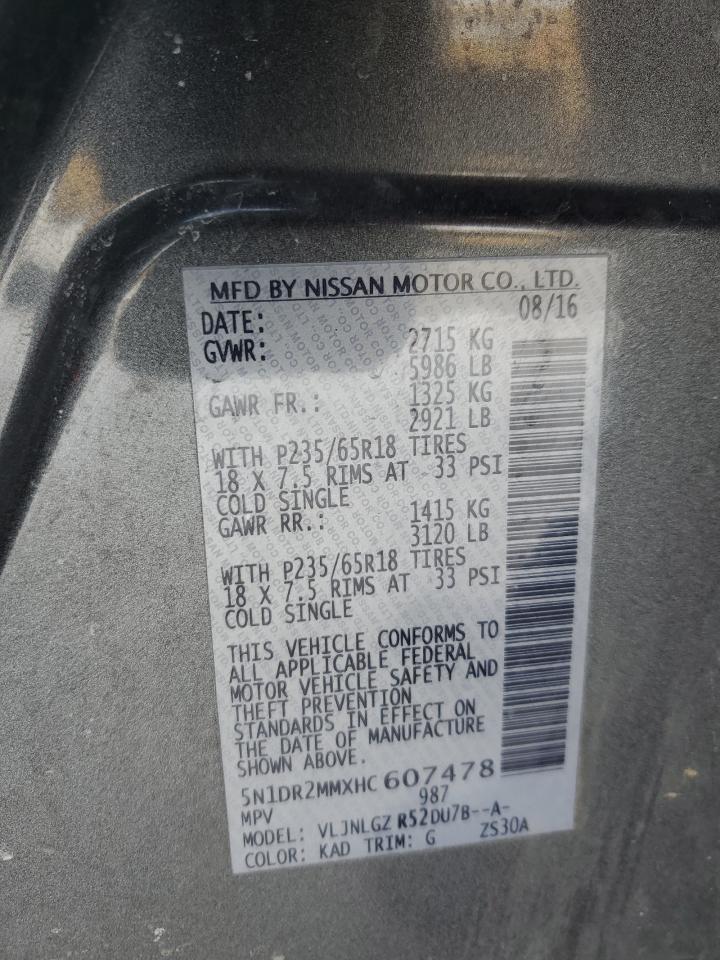 MFD BY NISSAN MOTOR CO., LTD.
DATE: 08/16
GVWR: 2715 KG
5986 LB
GAWR FR.: 1325 KG
2921 LB
WITH P235/65R18 TIRES
18 X 7.5 RIMS AT 33 PSI
COLD SINGLE
GAWR RR.: 1415 KG
3120 LB
WITH P235/65R18 TIRES
18 X 7.5 RIMS AT 33 PSI
COLD SINGLE
THIS VEHICLE CONFORMS TO
ALL APPLICABLE FEDERAL
MOTOR VEHICLE SAFETY AND
THEFT PREVENTION
STANDARDS IN EFFECT ON
THE DATE OF MANUFACTURE
SHOWN ABOVE.
5N1DR2MMXHC 607478
MPV 987
MODEL: VLJNLGZ R52DU7B--A-
COLOR: KAD TRIM: G ZS30A